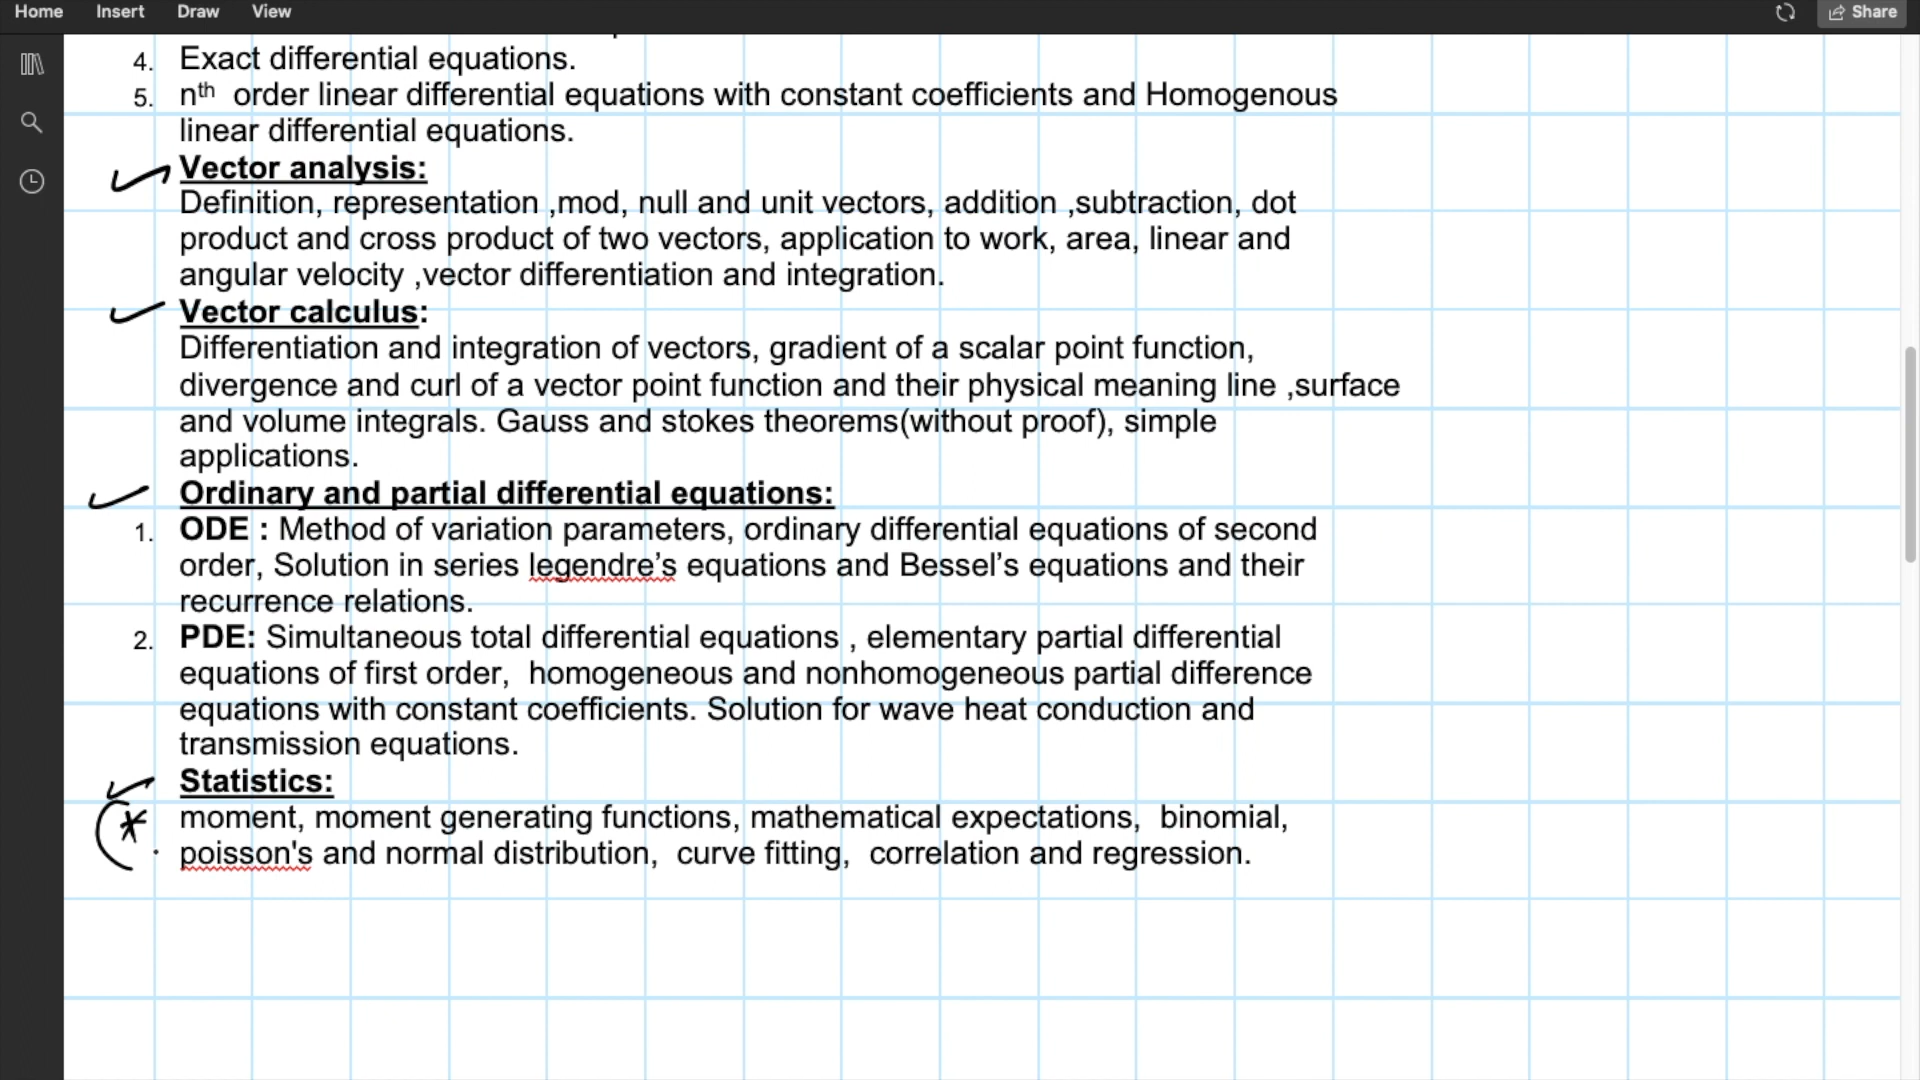 Home Insert Draw View Share
4. Exact differential equations.
5. nth order linear differential equations with constant coefficients and Homogenous
linear differential equations.
Vector analysis:
Definition, representation ,mod, null and unit vectors, addition ,subtraction, dot
product and cross product of two vectors, application to work, area, linear and
angular velocity ,vector differentiation and integration.
Vector calculus:
Differentiation and integration of vectors, gradient of a scalar point function,
divergence and curl of a vector point function and their physical meaning line ,surface
and volume integrals. Gauss and stokes theorems(without proof), simple
applications.
Ordinary and partial differential equations:
1. ODE : Method of variation parameters, ordinary differential equations of second
order, Solution in series legendre’s equations and Bessel’s equations and their
recurrence relations.
2. PDE: Simultaneous total differential equations , elementary partial differential
equations of first order,  homogeneous and nonhomogeneous partial difference
equations with constant coefficients. Solution for wave heat conduction and
transmission equations.
Statistics:
moment, moment generating functions, mathematical expectations,  binomial,
poisson's and normal distribution,  curve fitting,  correlation and regression.